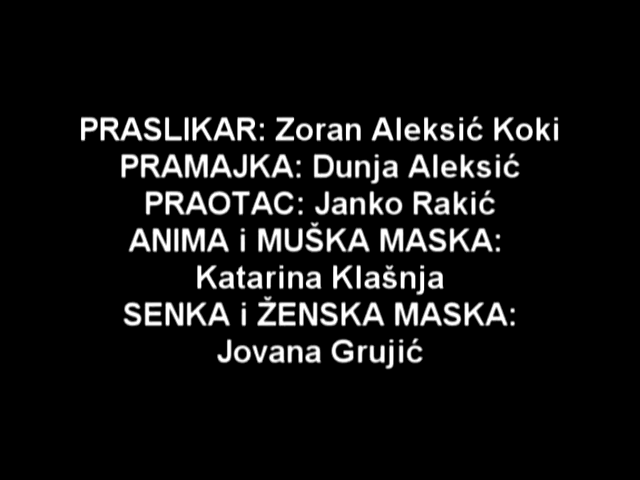 PRASLIKAR: Zoran Aleksić Koki
PRAMAJKA: Dunja Aleksić
PRAOTAC: Janko Rakić
ANIMA i MUŠKA MASKA:
Katarina Klašnja
SENKA i ŽENSKA MASKA:
Jovana Grujić